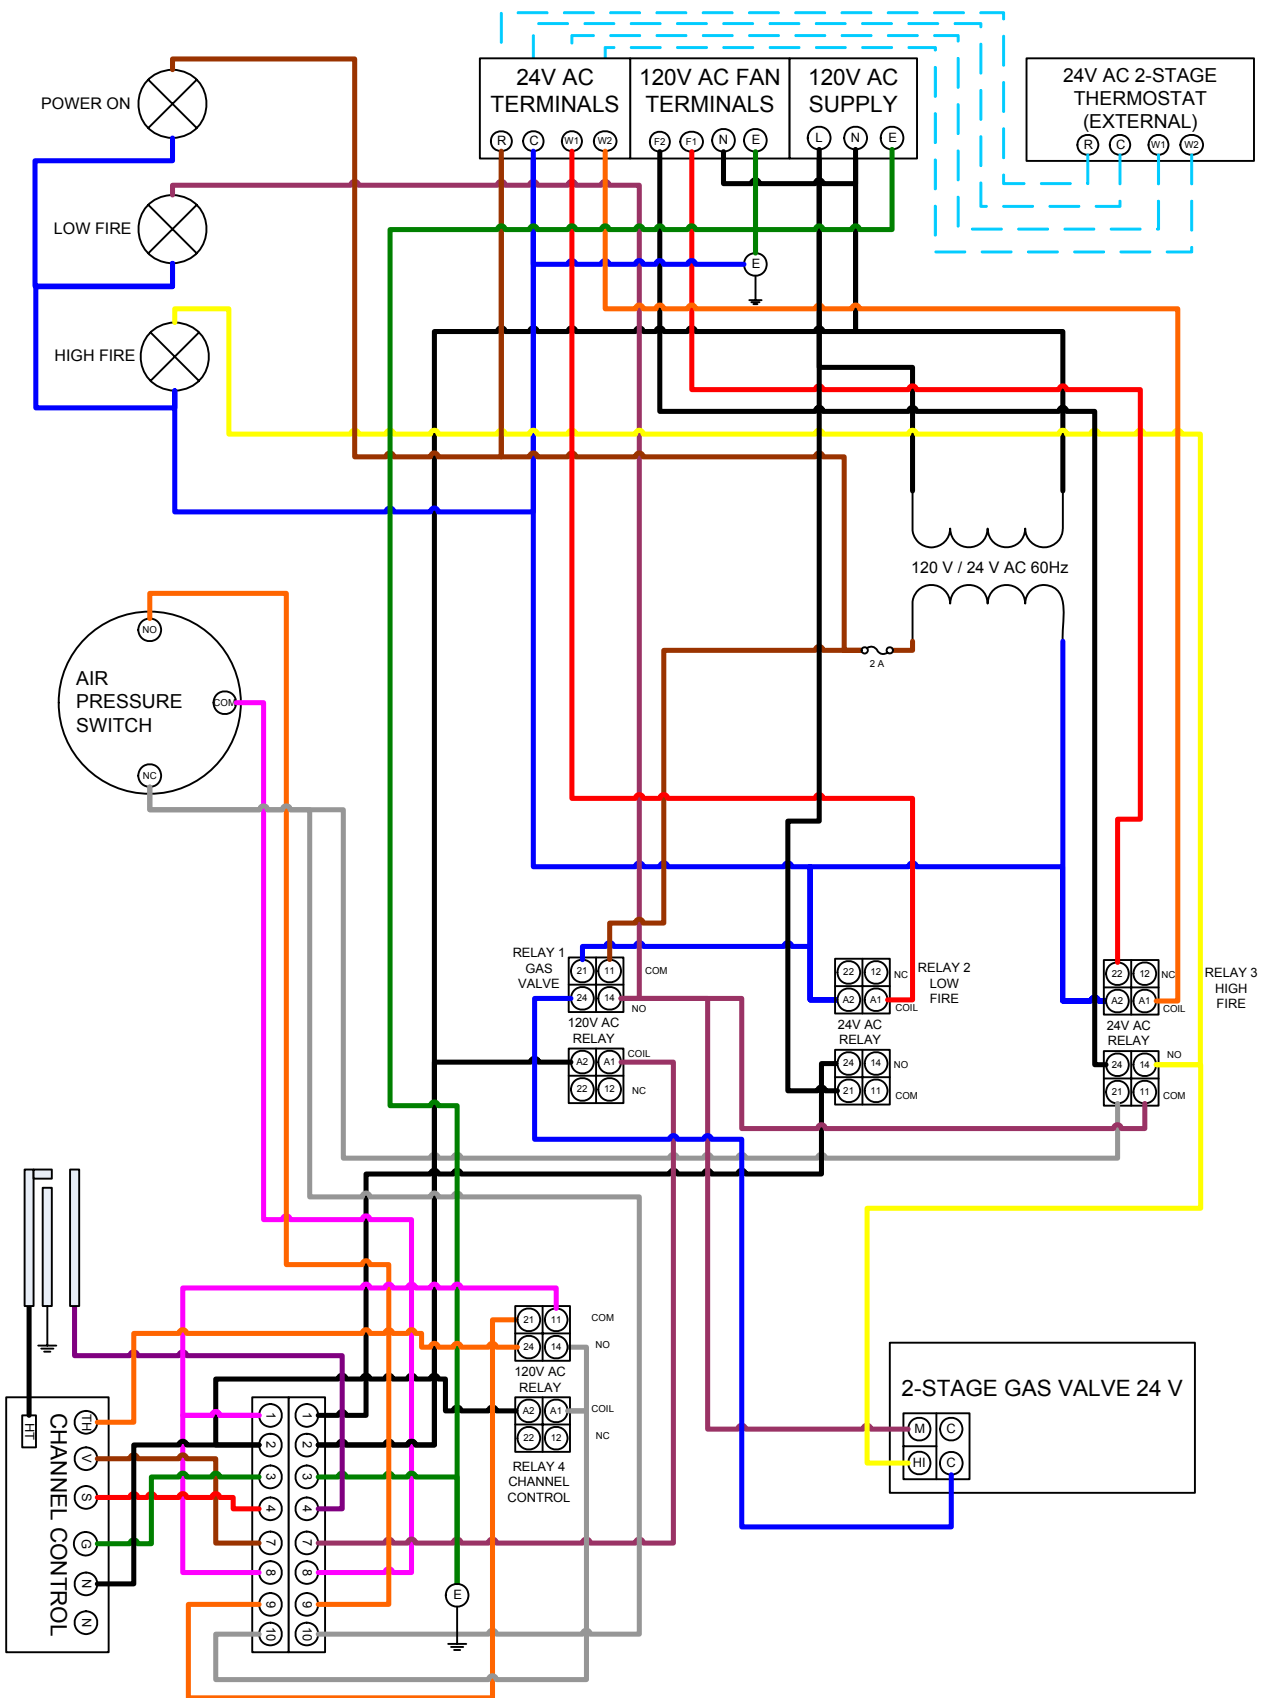 24V AC
TERMINALS
R
C
W1
W2
120V AC FAN
TERMINALS
F2
F1
N
E
120V AC
SUPPLY
L
N
E
24V AC 2-STAGE
THERMOSTAT
(EXTERNAL)
R
C
W1
W2
POWER ON
LOW FIRE
HIGH FIRE
E
120 V / 24 V AC 60Hz
2 A
NO
AIR
PRESSURE
SWITCH
COM
NC
RELAY 1
GAS
VALVE
21
11
COM
24
14
NO
120V AC
RELAY
A2
A1
COIL
22
12
NC
22
12
NC
RELAY 2
LOW
FIRE
A2
A1
COIL
24V AC
RELAY
24
14
NO
21
11
COM
22
12
NC
RELAY 3
HIGH
FIRE
A2
A1
COIL
24V AC
RELAY
24
14
NO
21
11
COM
21
11
COM
24
14
NO
120V AC
RELAY
A2
A1
COIL
22
12
NC
RELAY 4
CHANNEL
CONTROL
2-STAGE GAS VALVE 24 V
M
C
HI
C
HT
CHANNEL CONTROL
TH
V
S
G
N
N
1
2
3
4
7
8
9
10
1
2
3
4
7
8
9
10
E